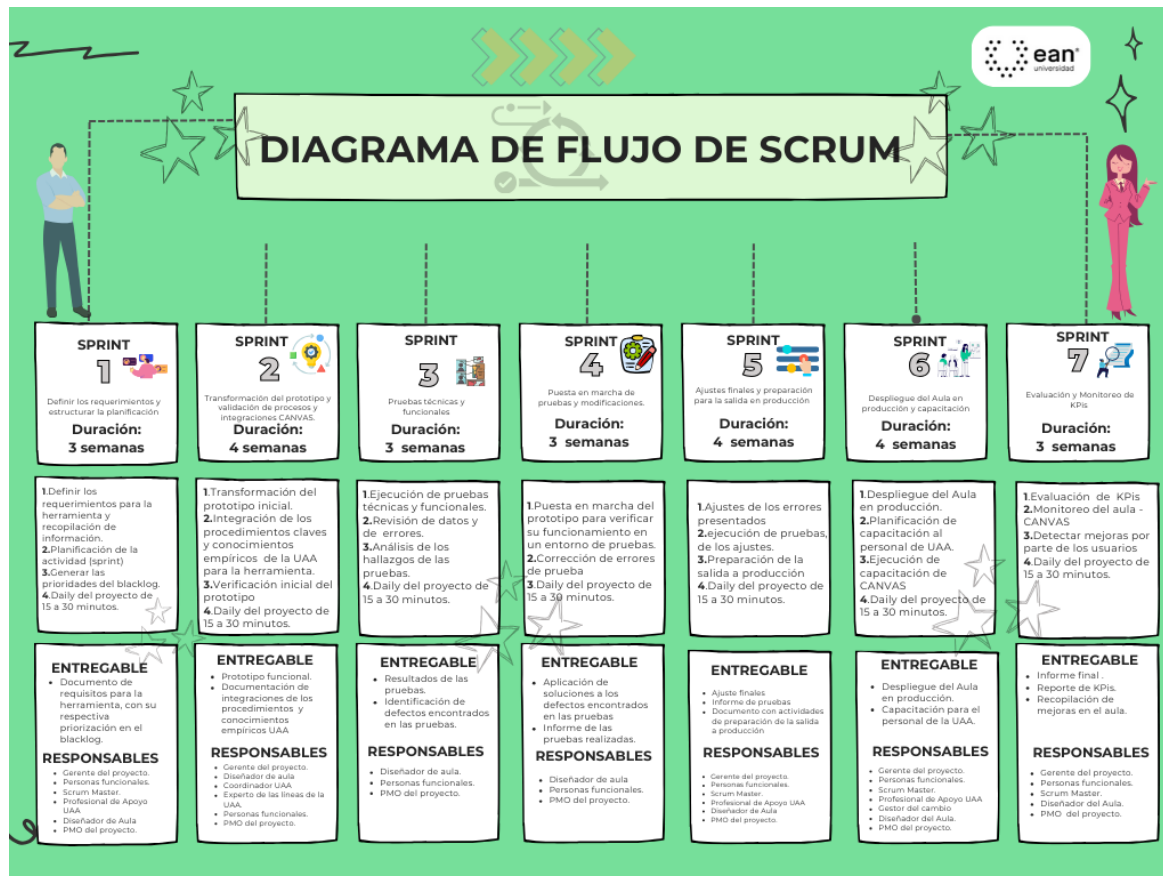 ean
universidad
DIAGRAMA DE FLUJO DE SCRUM
SPRINT
1
Definir los requerimientos y
estructurar la planificación
Duración:
3 semanas
1.Definir los
requerimientos para la
herramienta y
recopilación de
información.
2.Planificación de la
actividad (sprint)
3.Generar las
prioridades del blacklog.
4.Daily del proyecto de
15 a 30 minutos.
ENTREGABLE
• Documento de
requisitos para la
herramienta, con su
respectiva
priorización en el
blacklog.
RESPONSABLES
• Gerente del proyecto.
• Personas funcionales.
• Scrum Master.
• Profesional de Apoyo
UAA
• Diseñador de Aula
• PMO del proyecto.
SPRINT
2
Transformación del prototipo y
validación de procesos y
integraciones CANVAS.
Duración:
4 semanas
1.Transformación del
prototipo inicial.
2.Integración de los
procedimientos claves
y conocimientos
empíricos de la UAA
para la herramienta.
3.Verificación inicial del
prototipo
4.Daily del proyecto de
15 a 30 minutos.
ENTREGABLE
• Prototipo funcional.
• Documentación de
integraciones de los
procedimientos y
conocimientos
empíricos UAA
RESPONSABLES
• Gerente del proyecto.
• Diseñador de aula
• Coordinador UAA
• Experto de las líneas de la
UAA.
• Personas funcionales.
• PMO del proyecto.
SPRINT
3
Pruebas técnicas y
funcionales
Duración:
3 semanas
1.Ejecución de pruebas
técnicas y funcionales.
2.Revisión de datos y
de errores.
3.Análisis de los
hallazgos de las
pruebas.
4.Daily del proyecto de
15 a 30 minutos.
ENTREGABLE
• Resultados de las
pruebas.
• Identificación de
defectos encontrados
en las pruebas.
RESPONSABLES
• Diseñador de aula.
• Personas funcionales.
• PMO del proyecto.
SPRINT
4
Puesta en marcha de
pruebas y modificaciones.
Duración:
3 semanas
1.Puesta en marcha del
prototipo para verificar
su funcionamiento en
un entorno de pruebas.
2.Corrección de errores
de prueba
3.Daily del proyecto de
15 a 30 minutos.
ENTREGABLE
• Aplicación de
soluciones a los
defectos encontrados
en las pruebas
• Informe de las
pruebas realizadas.
RESPONSABLES
• Diseñador de aula
• Personas funcionales.
• PMO del proyecto.
SPRINT
5
Ajustes finales y preparación
para la salida en producción
Duración:
4 semanas
1.Ajustes de los errores
presentados
2.ejecución de pruebas,
de los ajustes.
3.Preparación de la
salida a producción
4.Daily del proyecto de
15 a 30 minutos.
ENTREGABLE
• Ajuste finales
• Informe de pruebas
• Documento con actividades
de preparación de la salida
a producción
RESPONSABLES
• Gerente del proyecto.
• Personas funcionales.
• Scrum Master.
• Profesional de Apoyo UAA
• Diseñador de Aula
• PMO del proyecto.
SPRINT
6
Despliegue del Aula en
producción y capacitación
Duración:
4 semanas
1.Despliegue del Aula
en producción.
2.Planificación de
capacitación al
personal de UAA.
3.Ejecución de
capacitación de
CANVAS
4.Daily del proyecto de
15 a 30 minutos.
ENTREGABLE
• Despliegue del Aula
en producción.
• Capacitación para el
personal de la UAA.
RESPONSABLES
• Gerente del proyecto.
• Personas funcionales.
• Scrum Master.
• Profesional de Apoyo UAA
• Gestor del cambio
• Diseñador del Aula.
• PMO del proyecto.
SPRINT
7
Evaluación y Monitoreo de
KPIs
Duración:
3 semanas
1.Evaluación de KPIs
2.Monitoreo del aula -
CANVAS
3.Detectar mejoras por
parte de los usuarios
4.Daily del proyecto de
15 a 30 minutos.
ENTREGABLE
• Informe final .
• Reporte de KPis.
• Recopilación de
mejoras en el aula.
RESPONSABLES
• Gerente del proyecto.
• Personas funcionales.
• Scrum Master.
• Diseñador del Aula.
• PMO del proyecto.